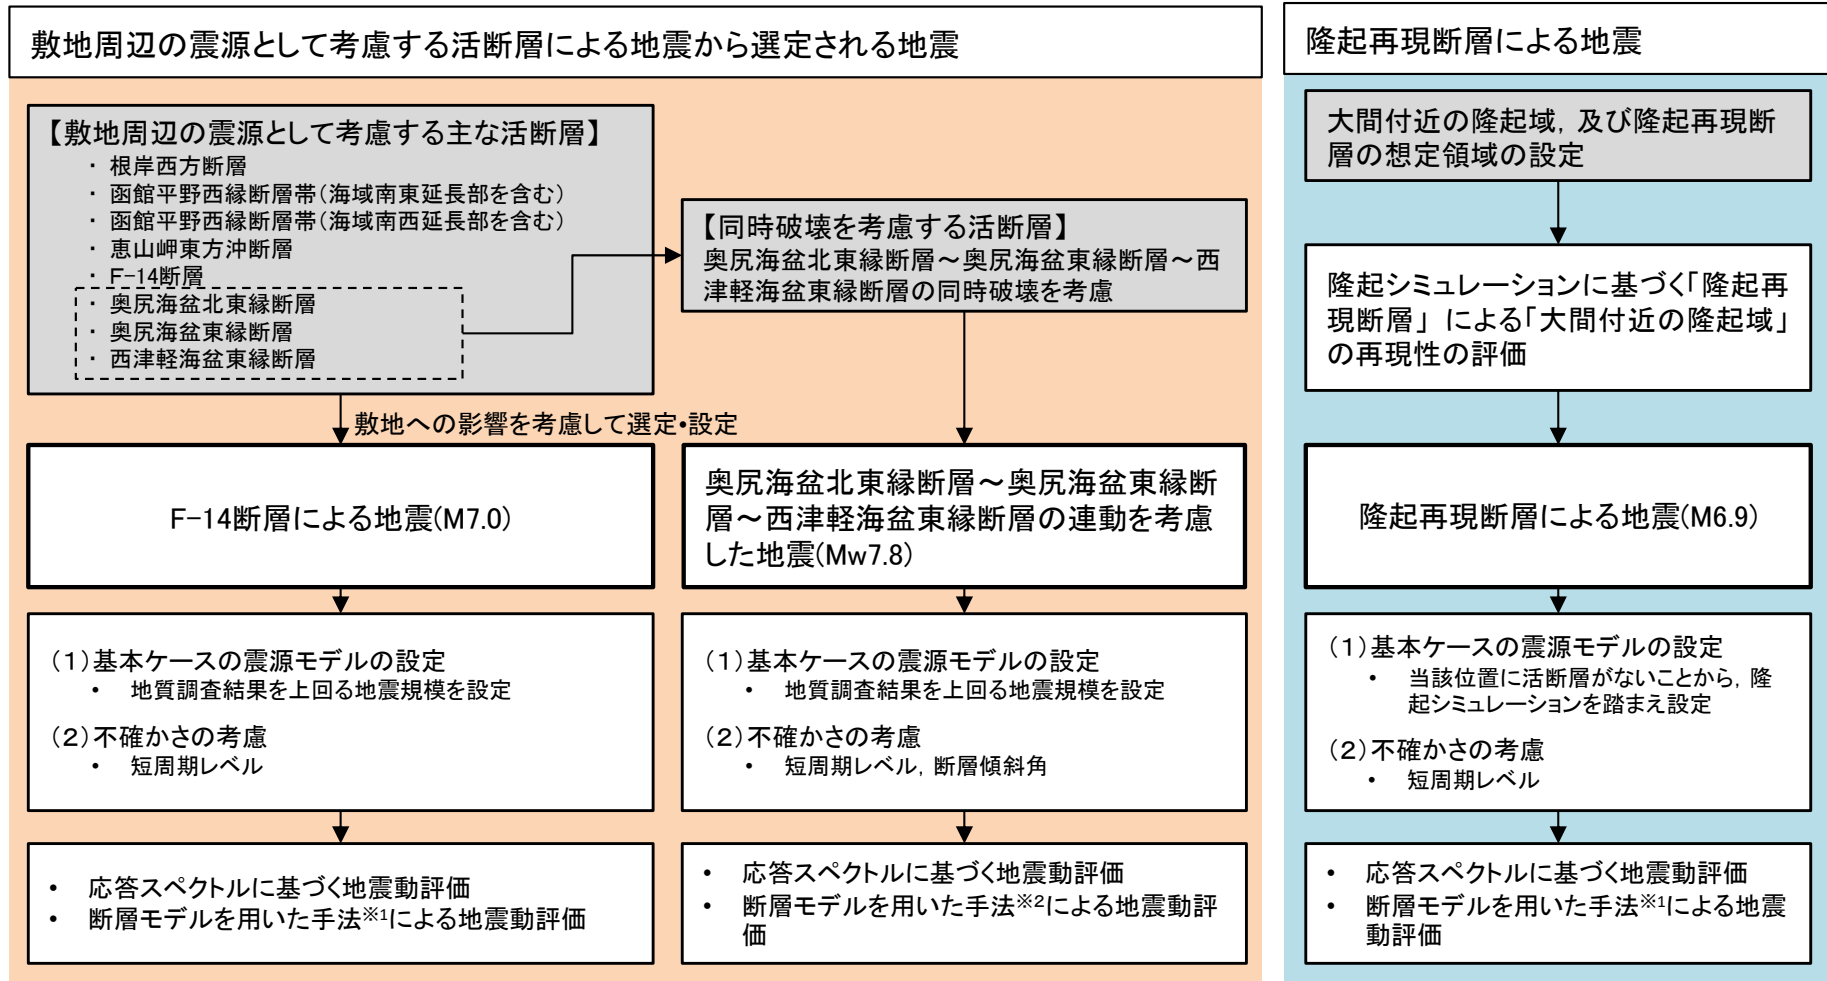 敷地周辺の震源として考慮する活断層による地震から選定される地震
【敷地周辺の震源として考慮する主な活断層】
・ 根岸西方断層
・ 函館平野西縁断層帯(海域南東延長部を含む)
・ 函館平野西縁断層帯(海域南西延長部を含む)
・ 恵山岬東方沖断層
・ F-14断層
・ 奥尻海盆北東縁断層
・ 奥尻海盆東縁断層
・ 西津軽海盆東縁断層
【同時破壊を考慮する活断層】
奥尻海盆北東縁断層～奥尻海盆東縁断層～西
津軽海盆東縁断層の同時破壊を考慮
敷地への影響を考慮して選定・設定
F-14断層による地震(M7.0)
(1)基本ケースの震源モデルの設定
• 地質調査結果を上回る地震規模を設定
(2)不確かさの考慮
• 短周期レベル
• 応答スペクトルに基づく地震動評価
• 断層モデルを用いた手法※1による地震動評価
奥尻海盆北東縁断層～奥尻海盆東縁断
層～西津軽海盆東縁断層の連動を考慮
した地震(Mw7.8)
(1)基本ケースの震源モデルの設定
• 地質調査結果を上回る地震規模を設定
(2)不確かさの考慮
• 短周期レベル, 断層傾斜角
• 応答スペクトルに基づく地震動評価
• 断層モデルを用いた手法※2による地震動評
価
隆起再現断層による地震
大間付近の隆起域, 及び隆起再現断
層の想定領域の設定
隆起シミュレーションに基づく「隆起再
現断層」 による「大間付近の隆起域」
の再現性の評価
隆起再現断層による地震(M6.9)
(1)基本ケースの震源モデルの設定
• 当該位置に活断層がないことから, 隆
起シミュレーションを踏まえ設定
(2)不確かさの考慮
• 短周期レベル
• 応答スペクトルに基づく地震動評価
• 断層モデルを用いた手法※1による地震
動評価